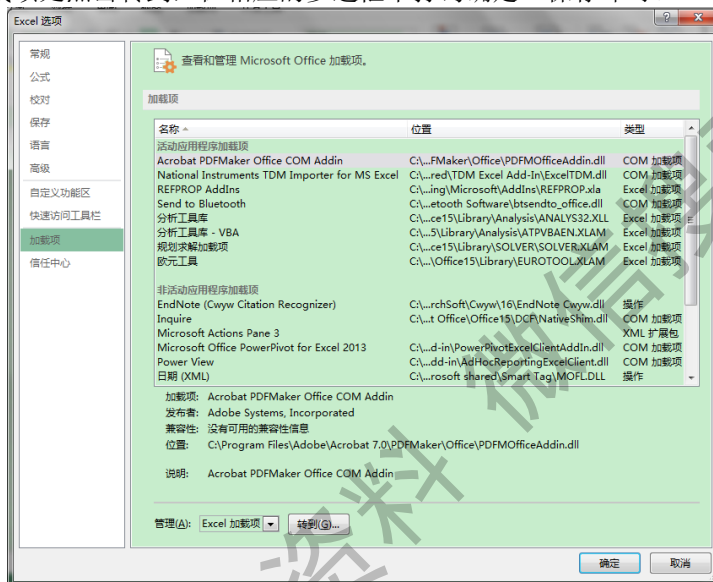 Excel 选项
常规
公式
校对
保存
语言
高级
自定义功能区
快速访问工具栏
加载项
信任中心
查看和管理 Microsoft Office 加载项。
加载项
名称 位置 类型
活动应用程序加载项
Acrobat PDFMaker Office COM Addin C:\...FMaker\Office\PDFMOfficeAddin.dll COM 加载项
National Instruments TDM Importer for MS Excel C:\...red\TDM Excel Add-In\ExcelTDM.dll COM 加载项
REFPROP AddIns C:\...ing\Microsoft\AddIns\REFPROP.xla Excel 加载项
Send to Bluetooth C:\...etooth Software\btsendto_office.dll COM 加载项
分析工具库 C:\...ce15\Library\Analysis\ANALYS32.XLL Excel 加载项
分析工具库 - VBA C:\...5\Library\Analysis\ATPVBAEN.XLAM Excel 加载项
规划求解加载项 C:\...ce15\Library\SOLVER\SOLVER.XLAM Excel 加载项
欧元工具 C:\...\Office15\Library\EUROTOOL.XLAM Excel 加载项
非活动应用程序加载项
EndNote (Cwyw Citation Recognizer) C:\...rchSoft\Cwyw\16\EndNote Cwyw.dll 操作
Inquire C:\...t Office\Office15\DCF\NativeShim.dll COM 加载项
Microsoft Actions Pane 3 XML 扩展包
Microsoft Office PowerPivot for Excel 2013 C:\...d-in\PowerPivotExcelClientAddIn.dll COM 加载项
Power View C:\...dd-in\AdHocReportingExcelClient.dll COM 加载项
日期 (XML) C:\...rosoft shared\Smart Tag\MOFL.DLL 操作
加载项: Acrobat PDFMaker Office COM Addin
发布者: Adobe Systems, Incorporated
兼容性: 没有可用的兼容性信息
位置: C:\Program Files\Adobe\Acrobat 7.0\PDFMaker\Office\PDFMOfficeAddin.dll
说明: Acrobat PDFMaker Office COM Addin
管理(A): Excel 加载项 转到(G)...
确定 取消
资料 微信搜